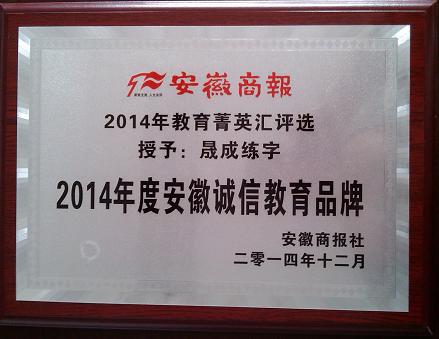 安徽商報
2014年教育菁英汇评选
授予：晟成练字
2014年度安徽诚信教育品牌
安徽商报社
二零一四年十二月